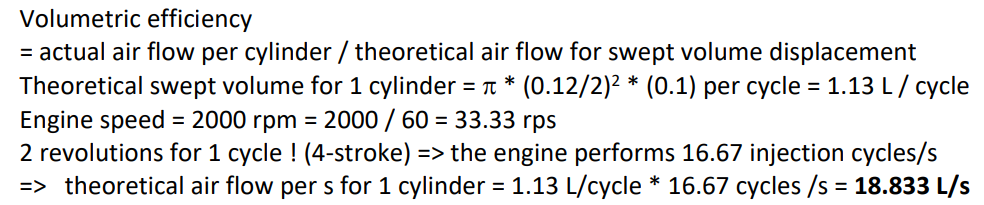 Volumetric efficiency
= actual air flow per cylinder / theoretical air flow for swept volume displacement
Theoretical swept volume for 1 cylinder = π * (0.12/2)² * (0.1) per cycle = 1.13 L / cycle
Engine speed = 2000 rpm = 2000 / 60 = 33.33 rps
2 revolutions for 1 cycle ! (4-stroke) => the engine performs 16.67 injection cycles/s
=> theoretical air flow per s for 1 cylinder = 1.13 L/cycle * 16.67 cycles /s = 18.833 L/s